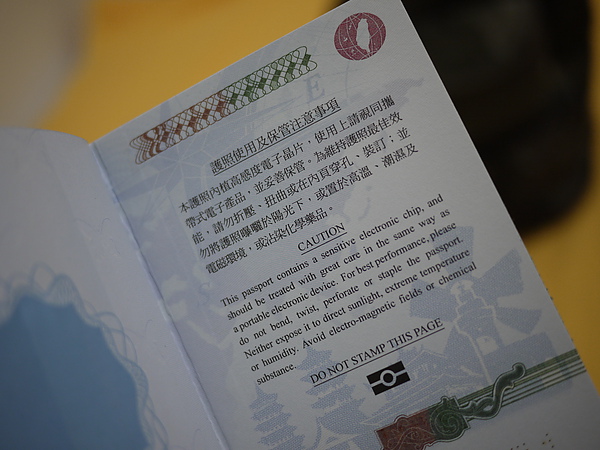 護照使用及保管注意事項
本護照內植高感度電子晶片，使用上請視同攜
帶式電子產品，並妥善保管。為維持護照最佳效
能，請勿折壓、扭曲或在內頁穿孔、裝訂；並
勿將護照曝曬於陽光下，或置於高溫、潮濕及
電磁環境，或沾染化學藥品。
CAUTION
This passport contains a sensitive electronic chip, and
should be treated with great care in the same way as
a portable electronic device. For best performance, please
do not bend, twist, perforate or staple the passport.
Neither expose it to direct sunlight, extreme temperature
or humidity. Avoid electro-magnetic fields or chemical
substance.
DO NOT STAMP THIS PAGE